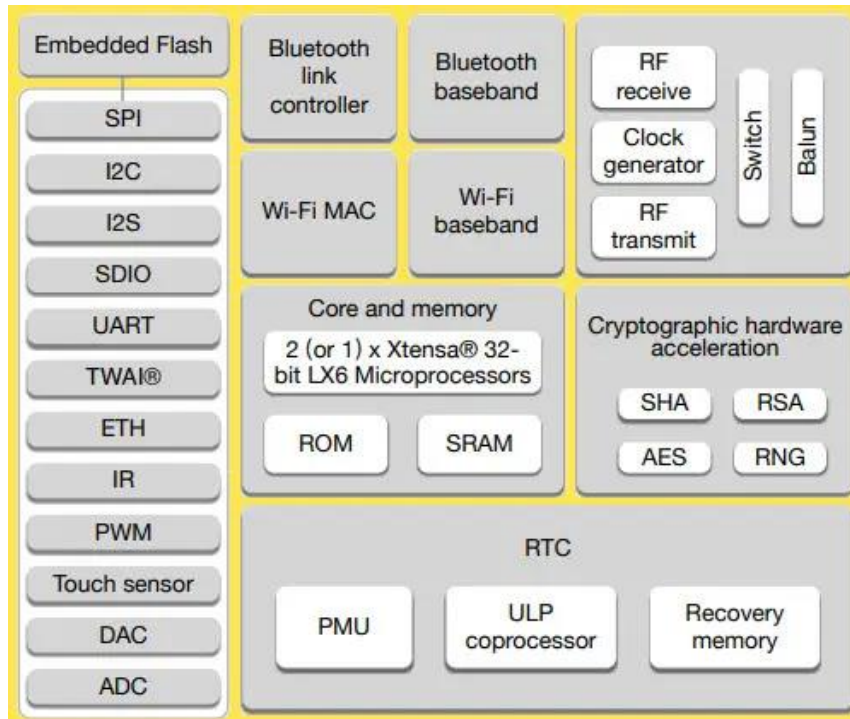 Embedded Flash
SPI
I2C
I2S
SDIO
UART
TWAI®
ETH
IR
PWM
Touch sensor
DAC
ADC
Bluetooth
link
controller
Bluetooth
baseband
Wi-Fi MAC
Wi-Fi
baseband
RF
receive
Clock
generator
RF
transmit
Switch
Balun
Core and memory
2 (or 1) x Xtensa® 32-
bit LX6 Microprocessors
ROM
SRAM
Cryptographic hardware
acceleration
SHA
RSA
AES
RNG
RTC
PMU
ULP
coprocessor
Recovery
memory